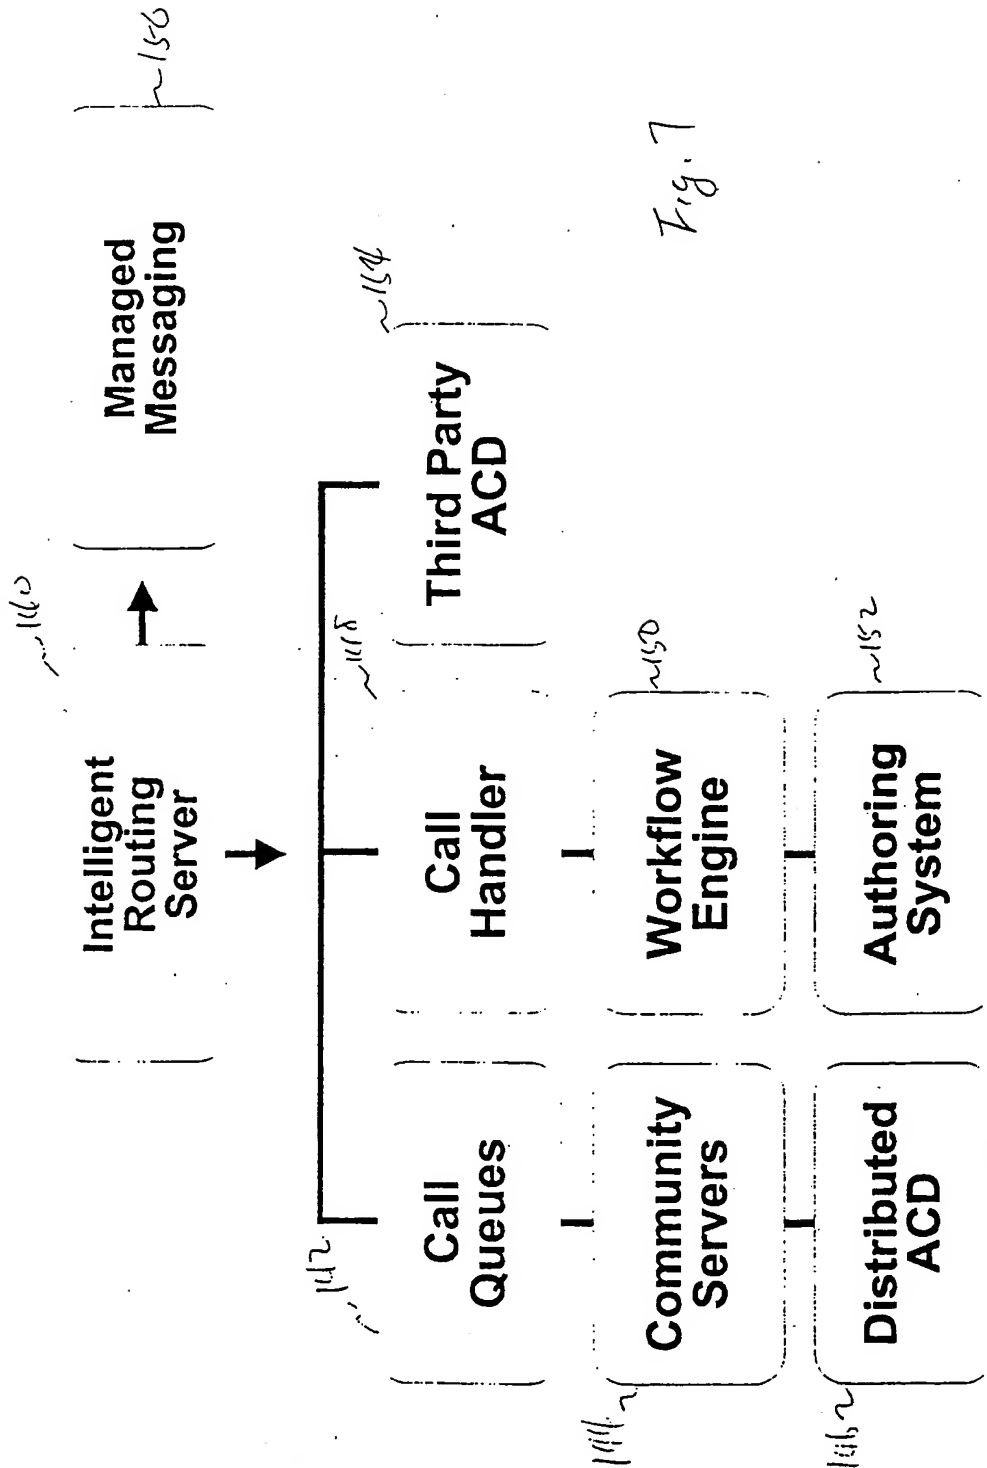 Intelligent
Routing
Server
Managed
Messaging
~156
Call
Queues
Call
Handler
Third Party
ACD
~154
Community
Servers
Workflow
Engine
~150
Distributed
ACD
Authoring
System
~152
Fig. 7